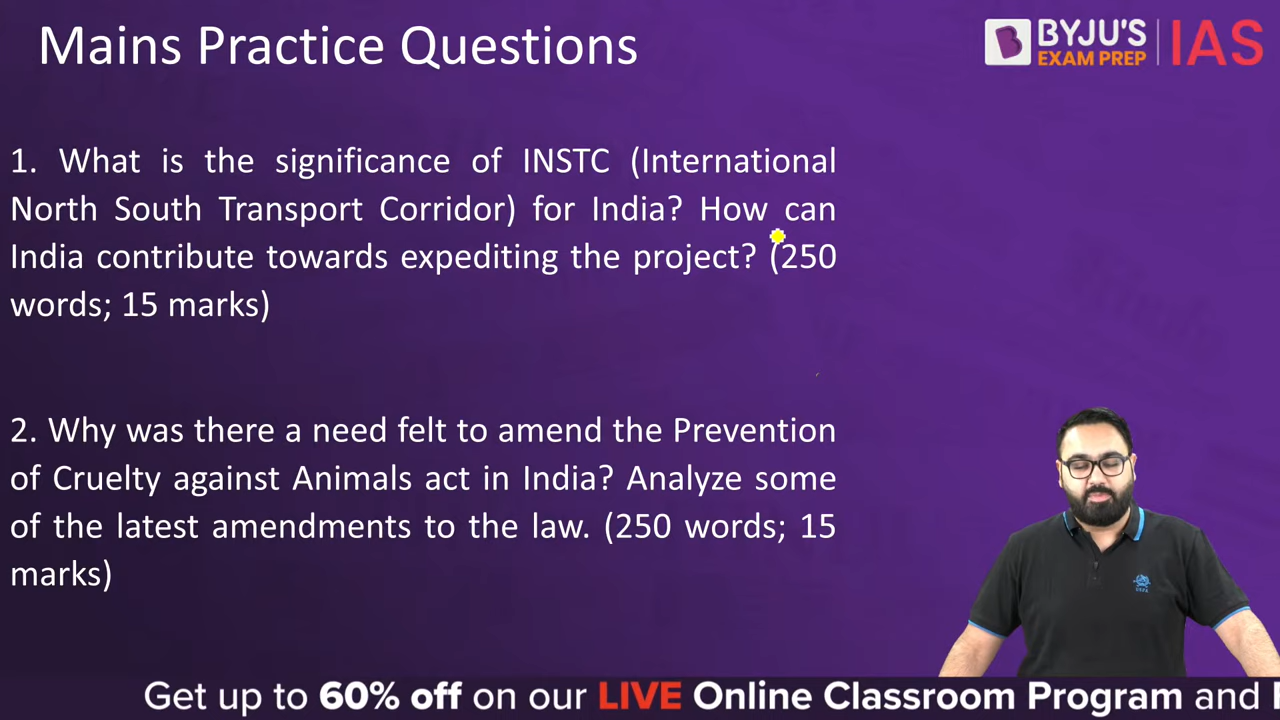 Mains Practice Questions
BYJU'S
EXAM PREP
IAS
1. What is the significance of INSTC (International
North South Transport Corridor) for India? How can
India contribute towards expediting the project? (250
words; 15 marks)
2. Why was there a need felt to amend the Prevention
of Cruelty against Animals act in India? Analyze some
of the latest amendments to the law. (250 words; 15
marks)
Get up to 60% off on our LIVE Online Classroom Program and